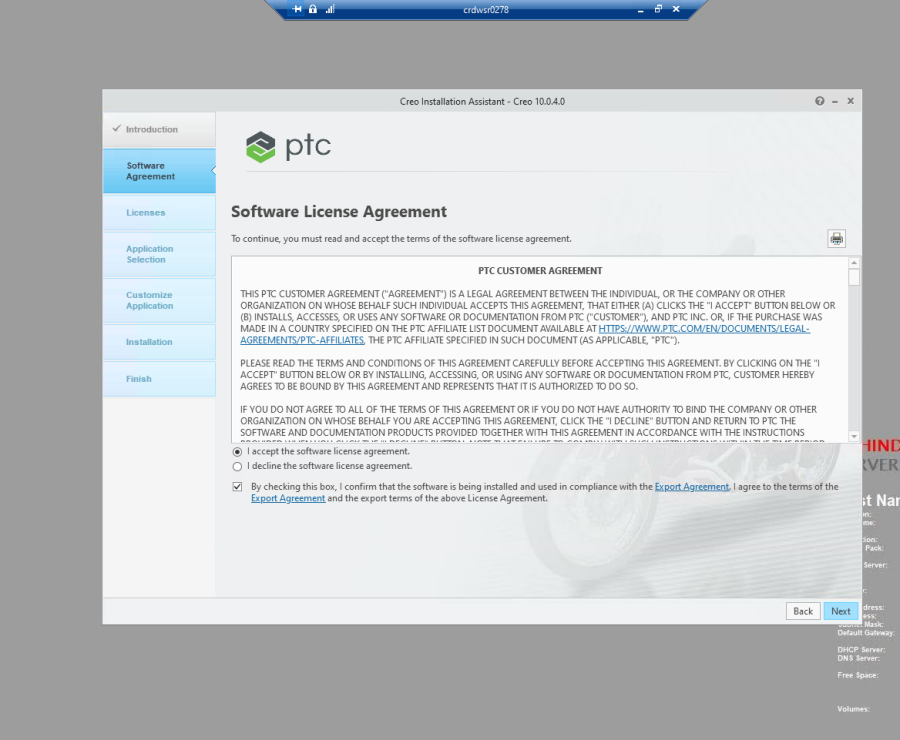 crdwsr0278
Creo Installation Assistant - Creo 10.0.4.0
Introduction
Software
Agreement
Licenses
Application
Selection
Customize
Application
Installation
Finish
ptc
Software License Agreement
To continue, you must read and accept the terms of the software license agreement.
PTC CUSTOMER AGREEMENT
THIS PTC CUSTOMER AGREEMENT ("AGREEMENT") IS A LEGAL AGREEMENT BETWEEN THE INDIVIDUAL, OR THE COMPANY OR OTHER
ORGANIZATION ON WHOSE BEHALF SUCH INDIVIDUAL ACCEPTS THIS AGREEMENT, THAT EITHER (A) CLICKS THE "I ACCEPT" BUTTON BELOW OR
(B) INSTALLS, ACCESSES, OR USES ANY SOFTWARE OR DOCUMENTATION FROM PTC ("CUSTOMER"), AND PTC INC. OR, IF THE PURCHASE WAS
MADE IN A COUNTRY SPECIFIED ON THE PTC AFFILIATE LIST DOCUMENT AVAILABLE AT HTTPS://WWW.PTC.COM/EN/DOCUMENTS/LEGAL-
AGREEMENTS/PTC-AFFILIATES, THE PTC AFFILIATE SPECIFIED IN SUCH DOCUMENT (AS APPLICABLE, "PTC").
PLEASE READ THE TERMS AND CONDITIONS OF THIS AGREEMENT CAREFULLY BEFORE ACCEPTING THIS AGREEMENT. BY CLICKING ON THE "I
ACCEPT" BUTTON BELOW OR BY INSTALLING, ACCESSING, OR USING ANY SOFTWARE OR DOCUMENTATION FROM PTC, CUSTOMER HEREBY
AGREES TO BE BOUND BY THIS AGREEMENT AND REPRESENTS THAT IT IS AUTHORIZED TO DO SO.
IF YOU DO NOT AGREE TO ALL OF THE TERMS OF THIS AGREEMENT OR IF YOU DO NOT HAVE AUTHORITY TO BIND THE COMPANY OR OTHER
ORGANIZATION ON WHOSE BEHALF YOU ARE ACCEPTING THIS AGREEMENT, CLICK THE "I DECLINE" BUTTON AND RETURN TO PTC THE
SOFTWARE AND DOCUMENTATION PRODUCTS PROVIDED TOGETHER WITH THIS AGREEMENT IN ACCORDANCE WITH THE INSTRUCTIONS
I accept the software license agreement.
I decline the software license agreement.
By checking this box, I confirm that the software is being installed and used in compliance with the Export Agreement. I agree to the terms of the
Export Agreement and the export terms of the above License Agreement.
Back Next
HIND
VER
st Nar
on:
me:
tion:
Pack:
Server:
dress:
ess:
Mask:
Default Gateway:
DHCP Server:
DNS Server:
Free Space:
Volumes: